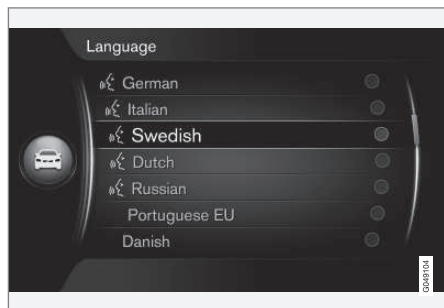 Language
German
Italian
Swedish
Dutch
Russian
Portuguese EU
Danish
G049104